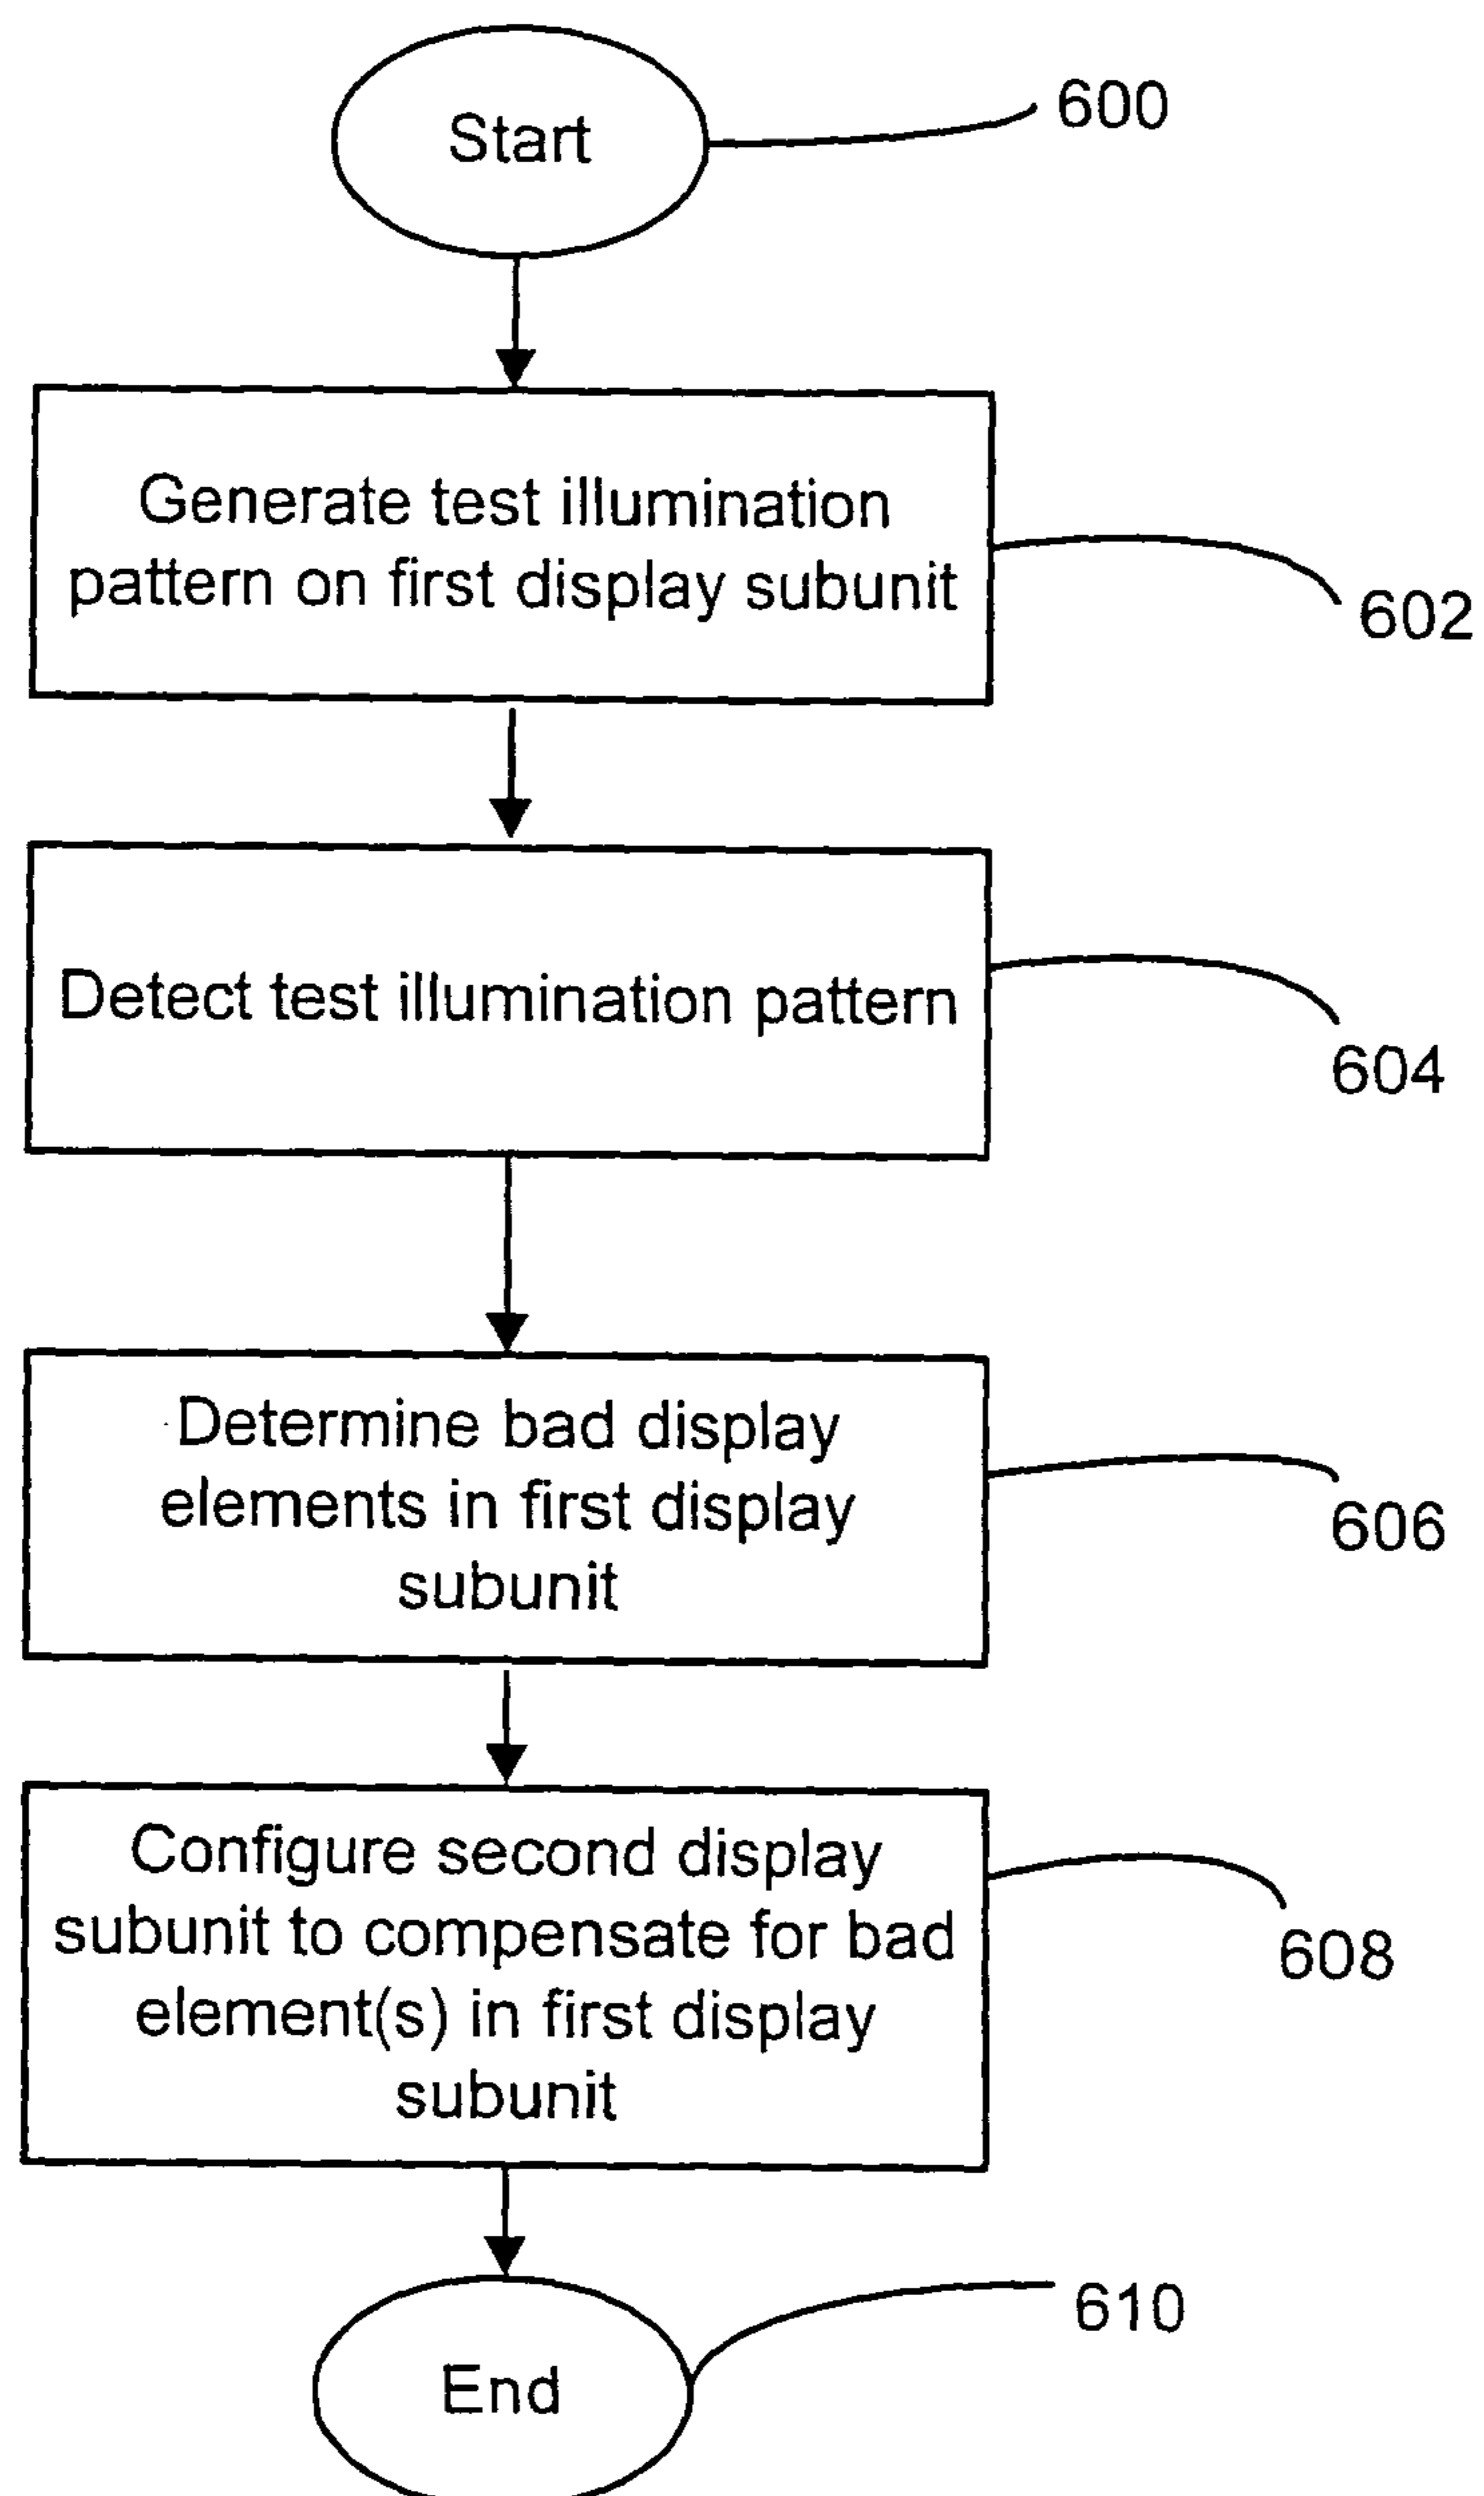 Start
600
Generate test illumination
pattern on first display subunit
602
Detect test illumination pattern
604
Determine bad display
elements in first display
subunit
606
Configure second display
subunit to compensate for bad
element(s) in first display
subunit
608
End
610